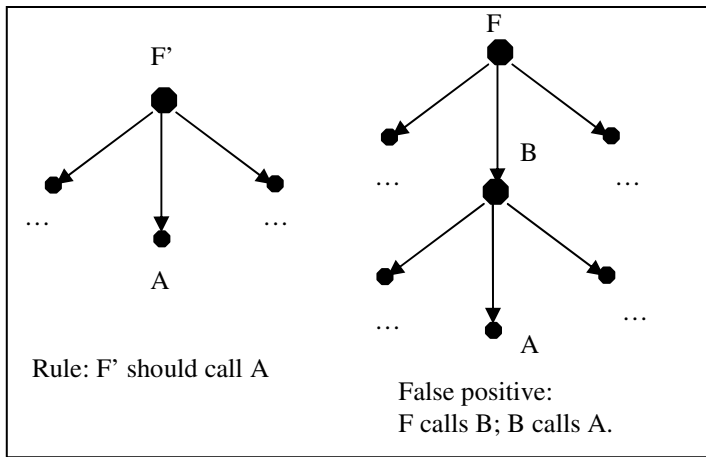 F’
…
…
A
Rule: F’ should call A
F
B
…
…
…
…
A
False positive:
F calls B; B calls A.